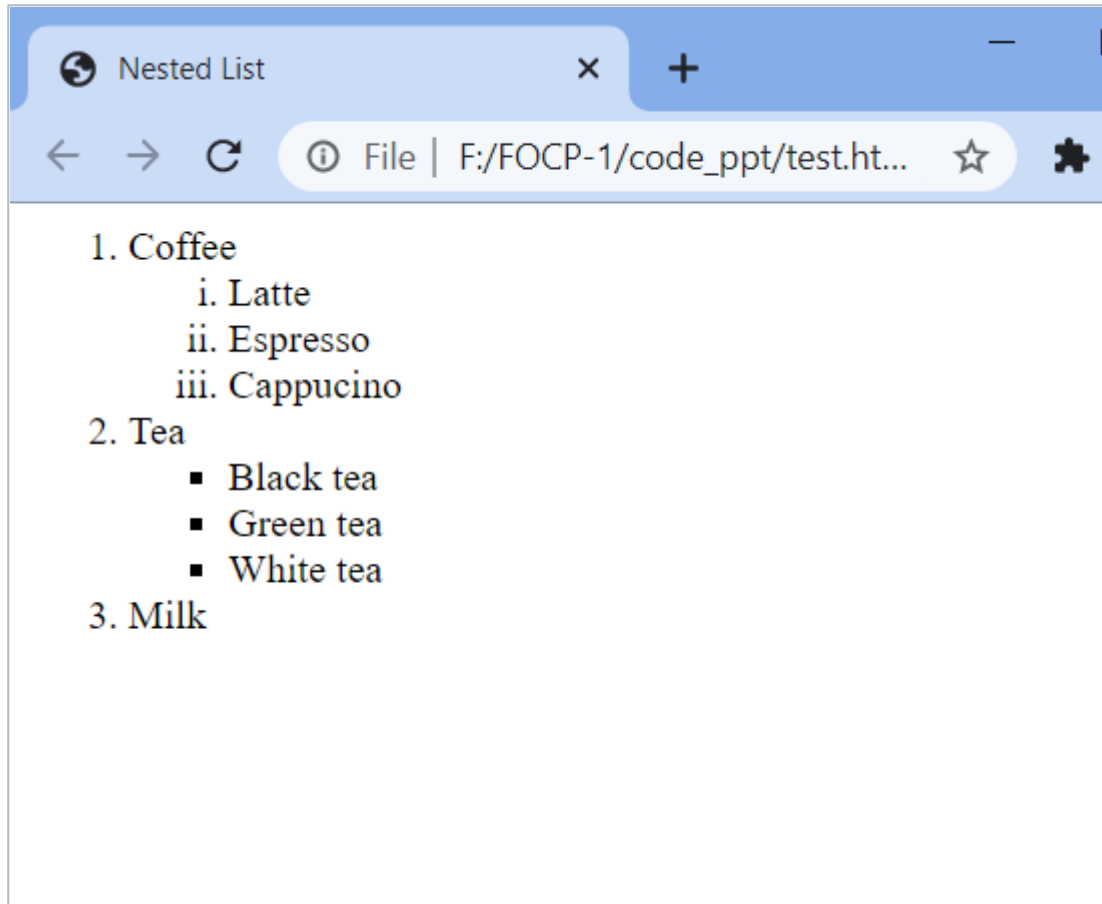 Nested List
File | F:/FOCP-1/code_ppt/test.ht...
1. Coffee
i. Latte
ii. Espresso
iii. Cappucino
2. Tea
▪ Black tea
▪ Green tea
▪ White tea
3. Milk